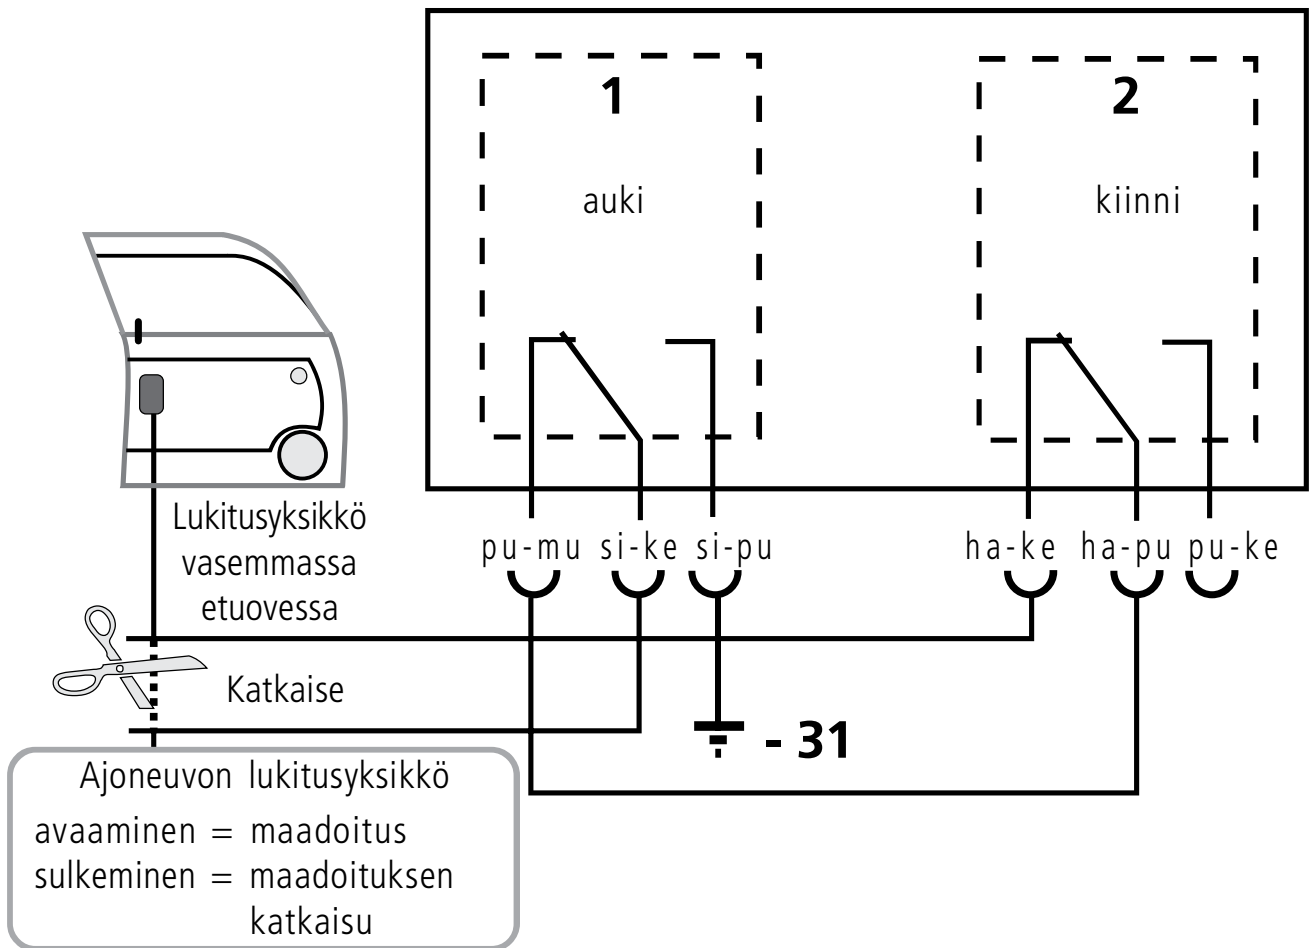 1
2
auki
kiinni
Lukitusyksikkö
vasemmassa
etuovessa
pu-mu si-ke si-pu
ha-ke ha-pu pu-ke
Katkaise
- 31
Ajoneuvon lukitusyksikkö
avaaminen = maadoitus
sulkeminen = maadoituksen
katkaisu